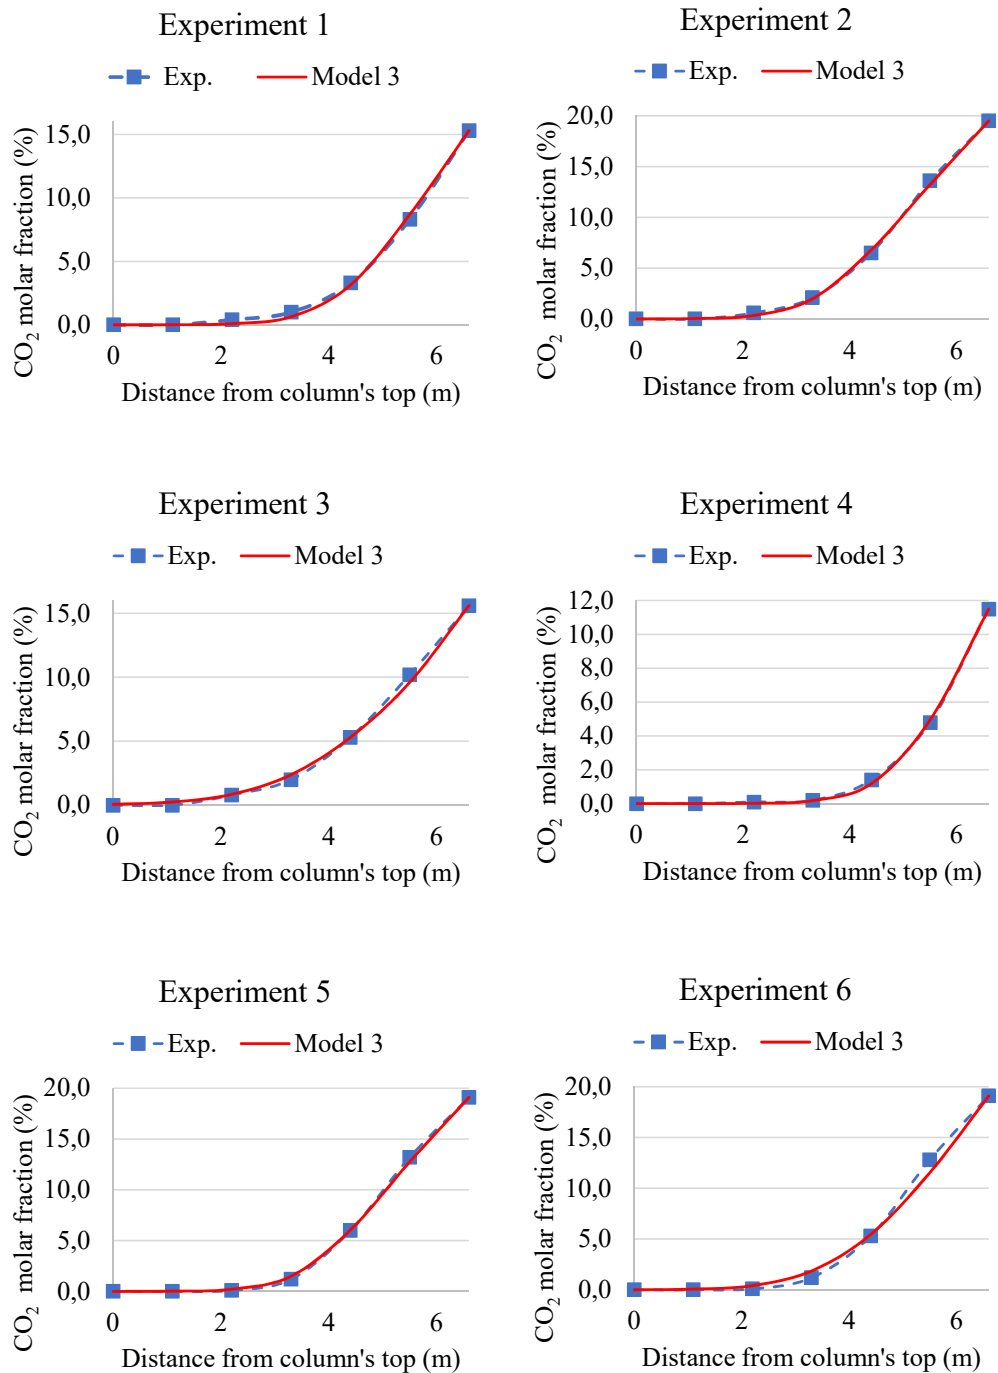 Experiment 1
Exp. Model 3
CO2 molar fraction (%)
15,0
10,0
5,0
0,0
0 2 4 6
Distance from column's top (m)
Experiment 2
Exp. Model 3
CO2 molar fraction (%)
20,0
15,0
10,0
5,0
0,0
0 2 4 6
Distance from column's top (m)
Experiment 3
Exp. Model 3
CO2 molar fraction (%)
15,0
10,0
5,0
0,0
0 2 4 6
Distance from column's top (m)
Experiment 4
Exp. Model 3
CO2 molar fraction (%)
12,0
10,0
8,0
6,0
4,0
2,0
0,0
0 2 4 6
Distance from column's top (m)
Experiment 5
Exp. Model 3
CO2 molar fraction (%)
20,0
15,0
10,0
5,0
0,0
0 2 4 6
Distance from column's top (m)
Experiment 6
Exp. Model 3
CO2 molar fraction (%)
20,0
15,0
10,0
5,0
0,0
0 2 4 6
Distance from column's top (m)